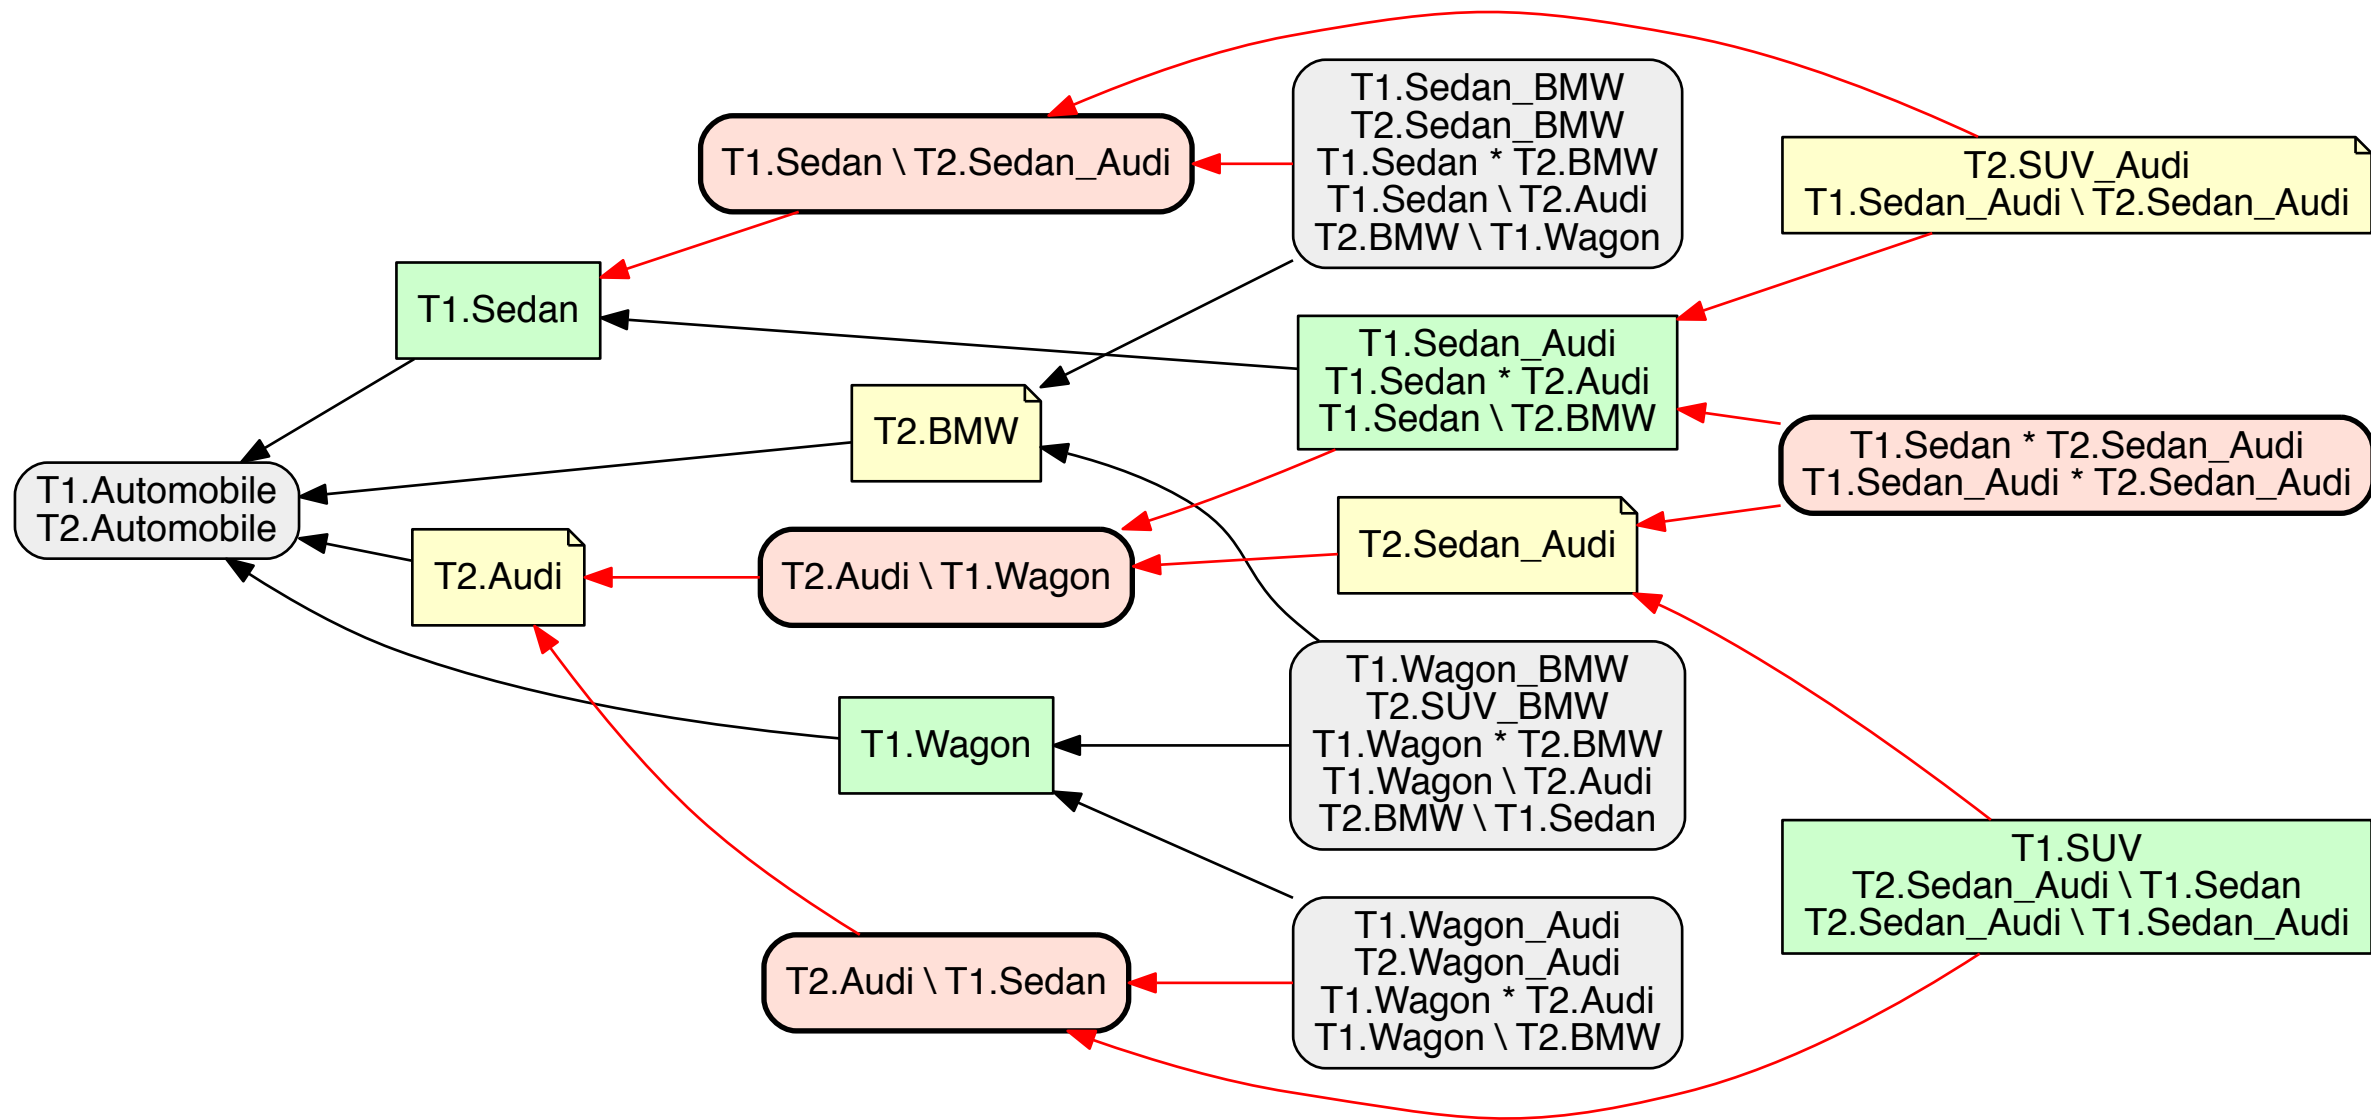 T1.Automobile
T2.Automobile
T1.Sedan
T2.Audi
T1.Sedan \ T2.Sedan_Audi
T2.BMW
T2.Audi \ T1.Wagon
T1.Wagon
T2.Audi \ T1.Sedan
T1.Sedan_BMW
T2.Sedan_BMW
T1.Sedan * T2.BMW
T1.Sedan \ T2.Audi
T2.BMW \ T1.Wagon
T1.Sedan_Audi
T1.Sedan * T2.Audi
T1.Sedan \ T2.BMW
T2.Sedan_Audi
T1.Wagon_BMW
T2.SUV_BMW
T1.Wagon * T2.BMW
T1.Wagon \ T2.Audi
T2.BMW \ T1.Sedan
T1.Wagon_Audi
T2.Wagon_Audi
T1.Wagon * T2.Audi
T1.Wagon \ T2.BMW
T2.SUV_Audi
T1.Sedan_Audi \ T2.Sedan_Audi
T1.Sedan * T2.Sedan_Audi
T1.Sedan_Audi * T2.Sedan_Audi
T1.SUV
T2.Sedan_Audi \ T1.Sedan
T2.Sedan_Audi \ T1.Sedan_Audi